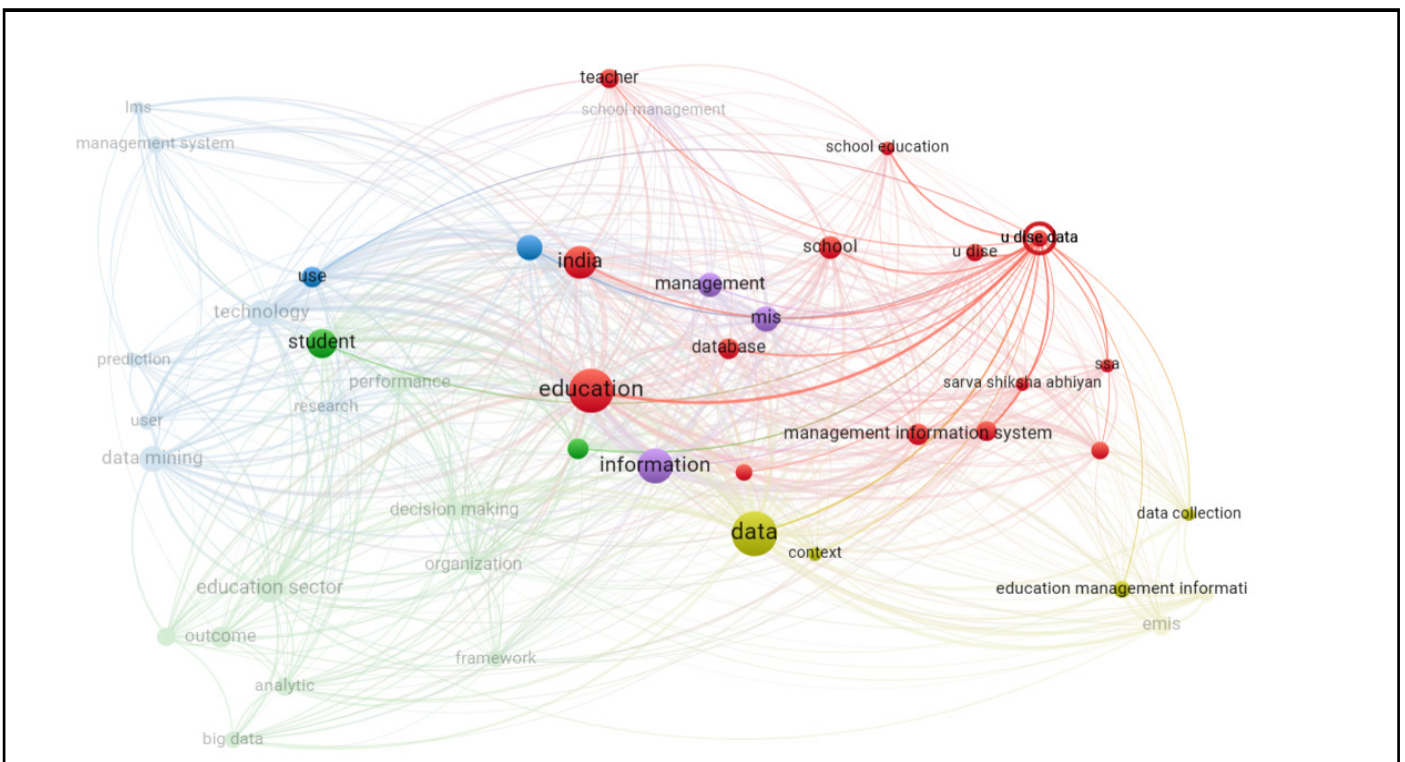 teacher
lms
school management
management system
school education
u dise data
school
u dise
india
use
management
technology
mis
student
database
prediction
ssa
performance
sarva shiksha abhiyan
education
research
user
management information system
data mining
information
decision making
data collection
data
context
organization
education sector
education management informati
emis
outcome
framework
analytic
big data